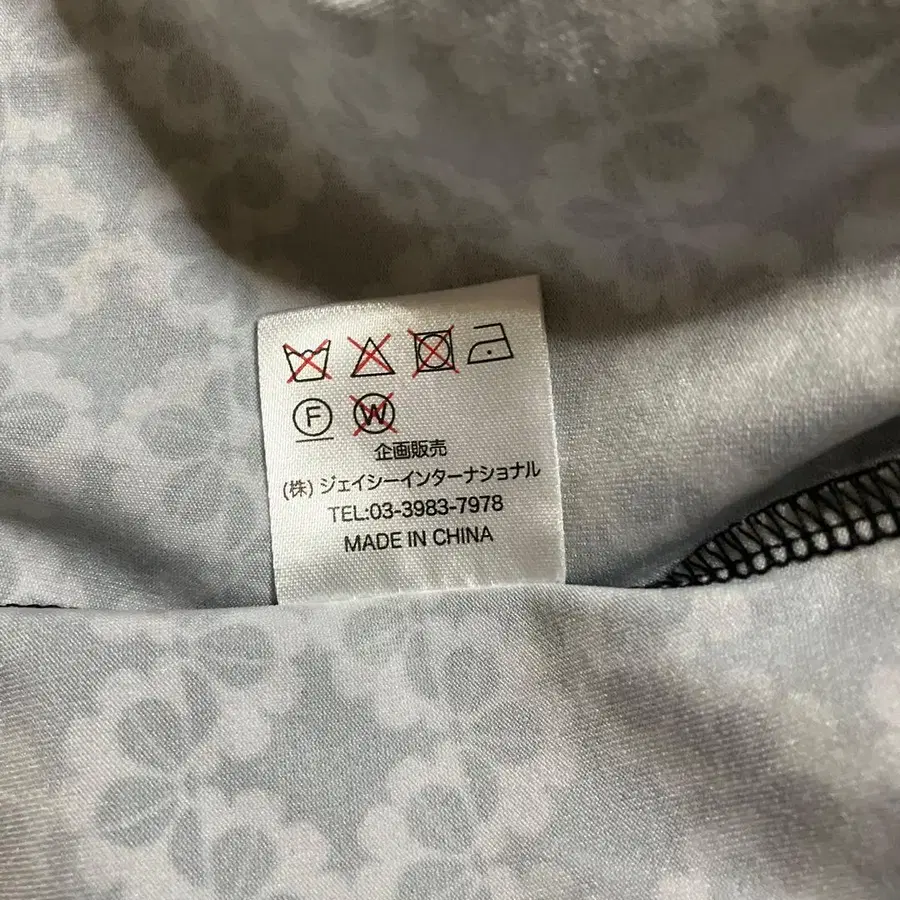 F W
企画販売
(株) ジェイシーインターナショナル
TEL:03-3983-7978
MADE IN CHINA